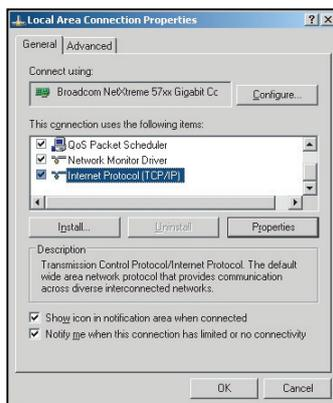 Local Area Connection Properties
General Advanced
Connect using:
Broadcom NetXtreme 57xx Gigabit Cc Configure...
This connection uses the following items:
QoS Packet Scheduler
Network Monitor Driver
Internet Protocol (TCP/IP)
Install... Uninstall Properties
Description
Transmission Control Protocol/Internet Protocol. The default
wide area network protocol that provides communication
across diverse interconnected networks.
Show icon in notification area when connected
Notify me when this connection has limited or no connectivity
OK Cancel